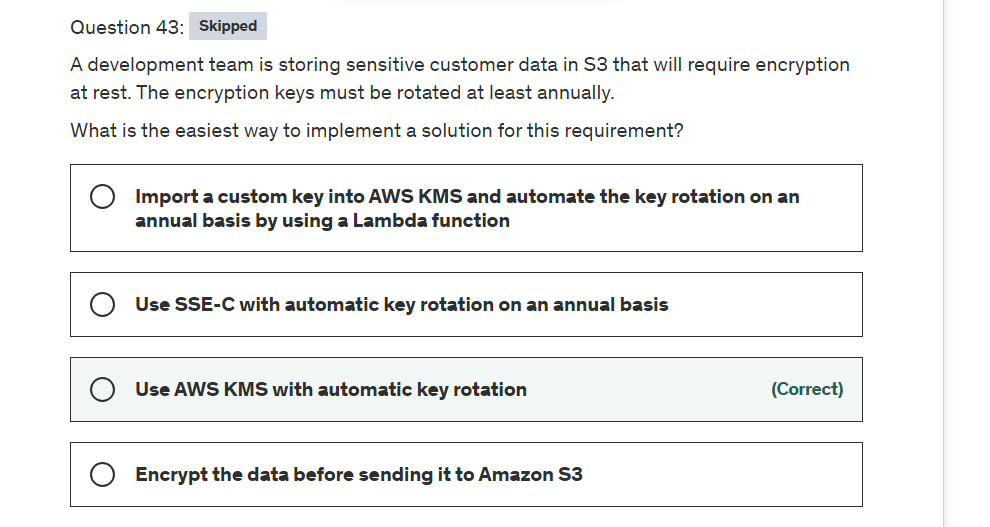 Question 43: Skipped
A development team is storing sensitive customer data in S3 that will require encryption
at rest. The encryption keys must be rotated at least annually.
What is the easiest way to implement a solution for this requirement?
Import a custom key into AWS KMS and automate the key rotation on an
annual basis by using a Lambda function
Use SSE-C with automatic key rotation on an annual basis
Use AWS KMS with automatic key rotation (Correct)
Encrypt the data before sending it to Amazon S3